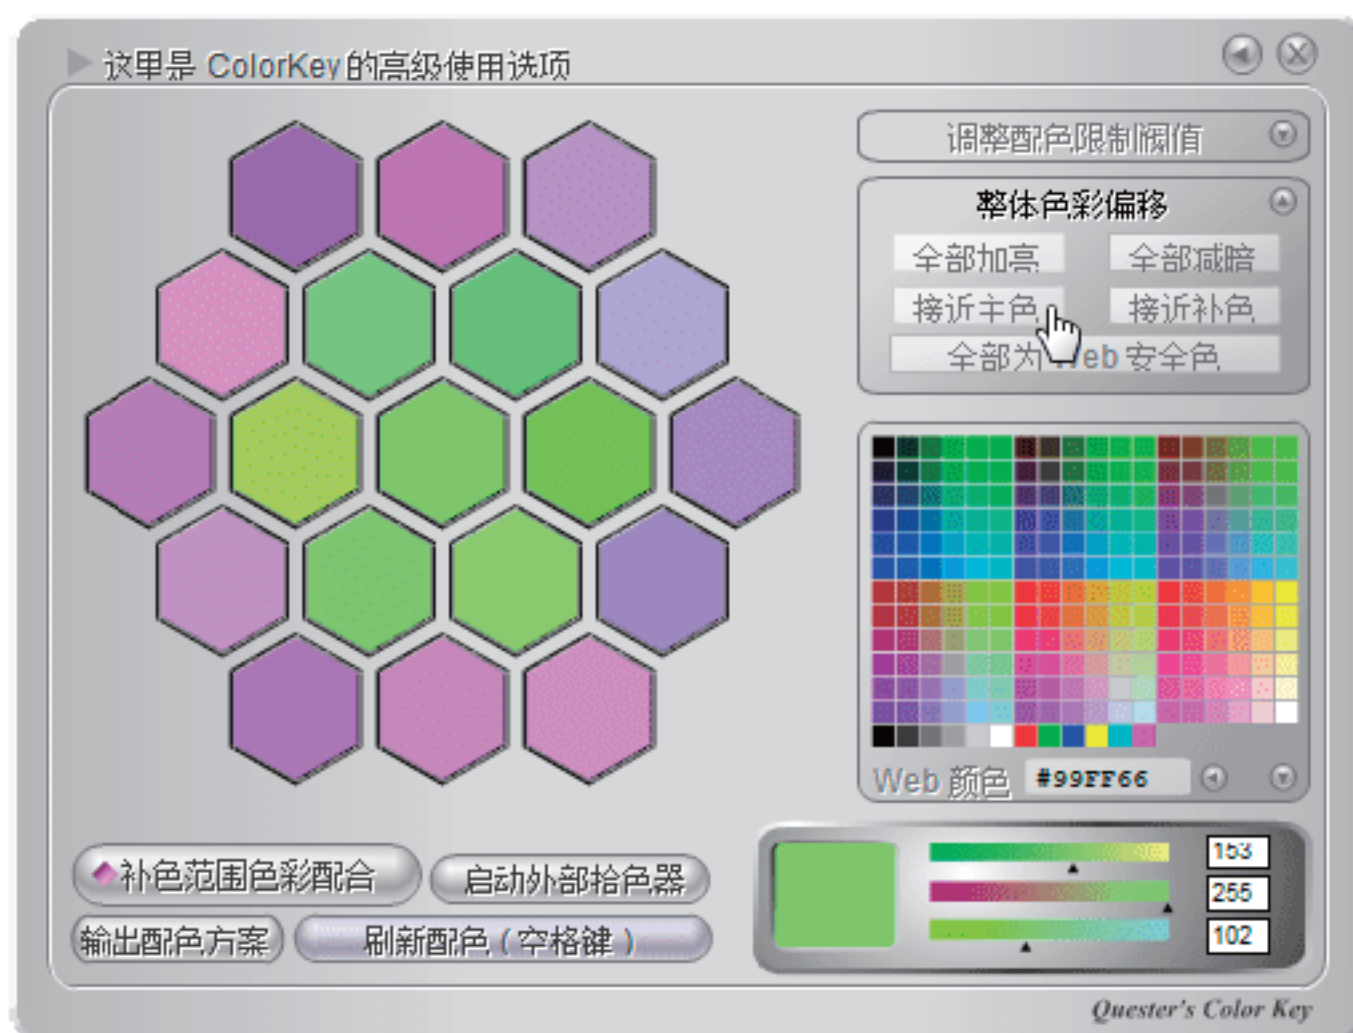 这里是 ColorKey 的高级使用选项
调整配色限制阀值
整体色彩偏移
全部加亮
全部减暗
接近主色
接近补色
全部为 Web 安全色
Web 颜色 #99FF66
补色范围色彩配合
启动外部拾色器
输出配色方案
刷新配色 ( 空格键 )
153
255
102
Quester's Color Key